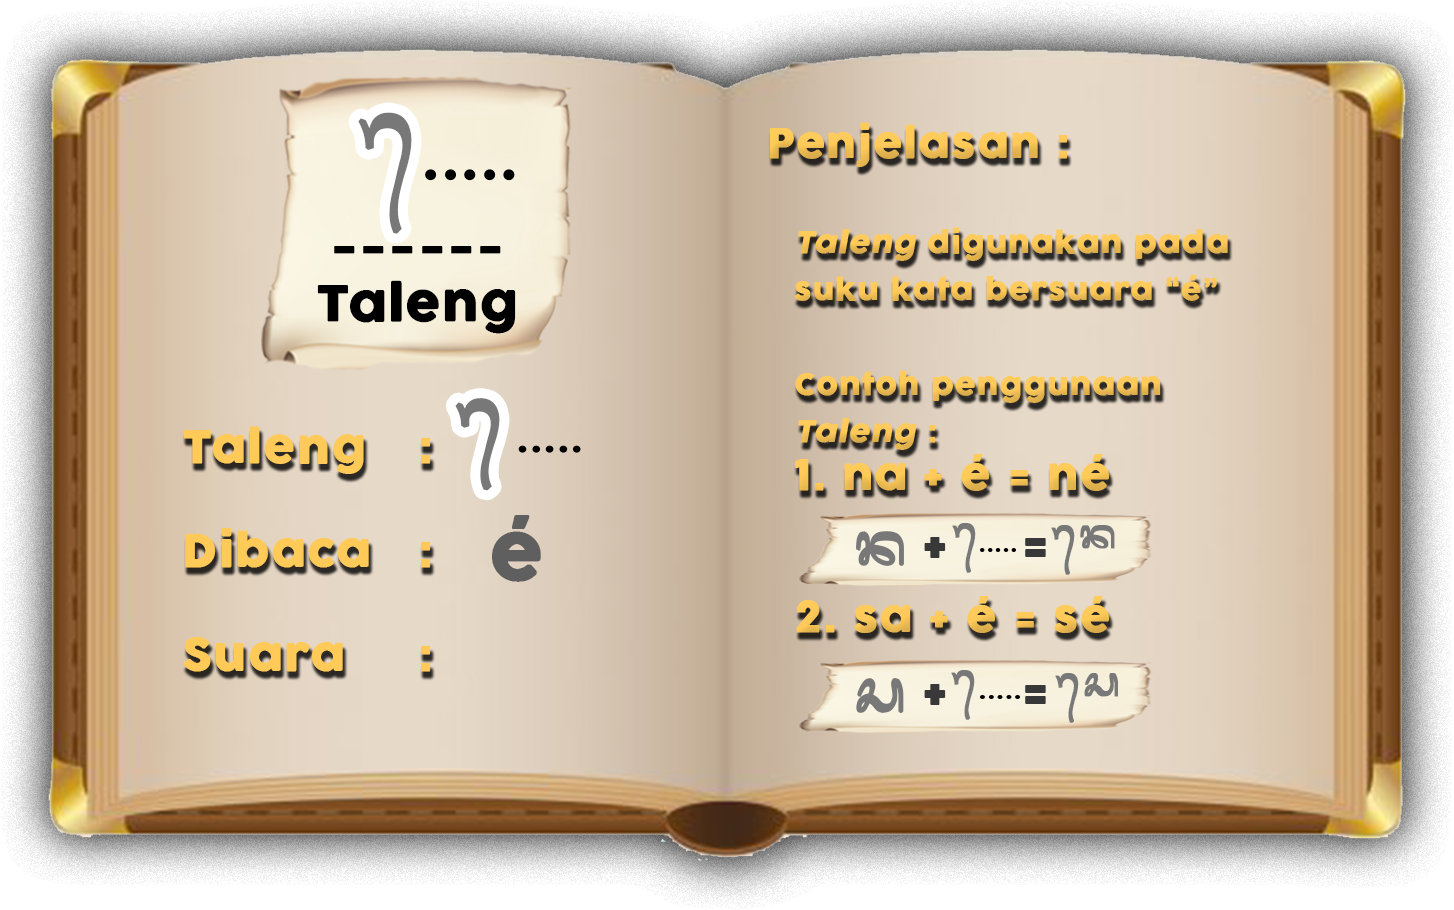 ꦺ.....
------
Taleng
Taleng : ꦺ.....
Dibaca : é
Suara :
Penjelasan :
Taleng digunakan pada
suku kata bersuara "é"
Contoh penggunaan
Taleng :
1. na + é = né
ᬦ + ᬾ..... = ᬦᬾ
2. sa + é = sé
ᬲ + ᬾ..... = ᬲᬾ